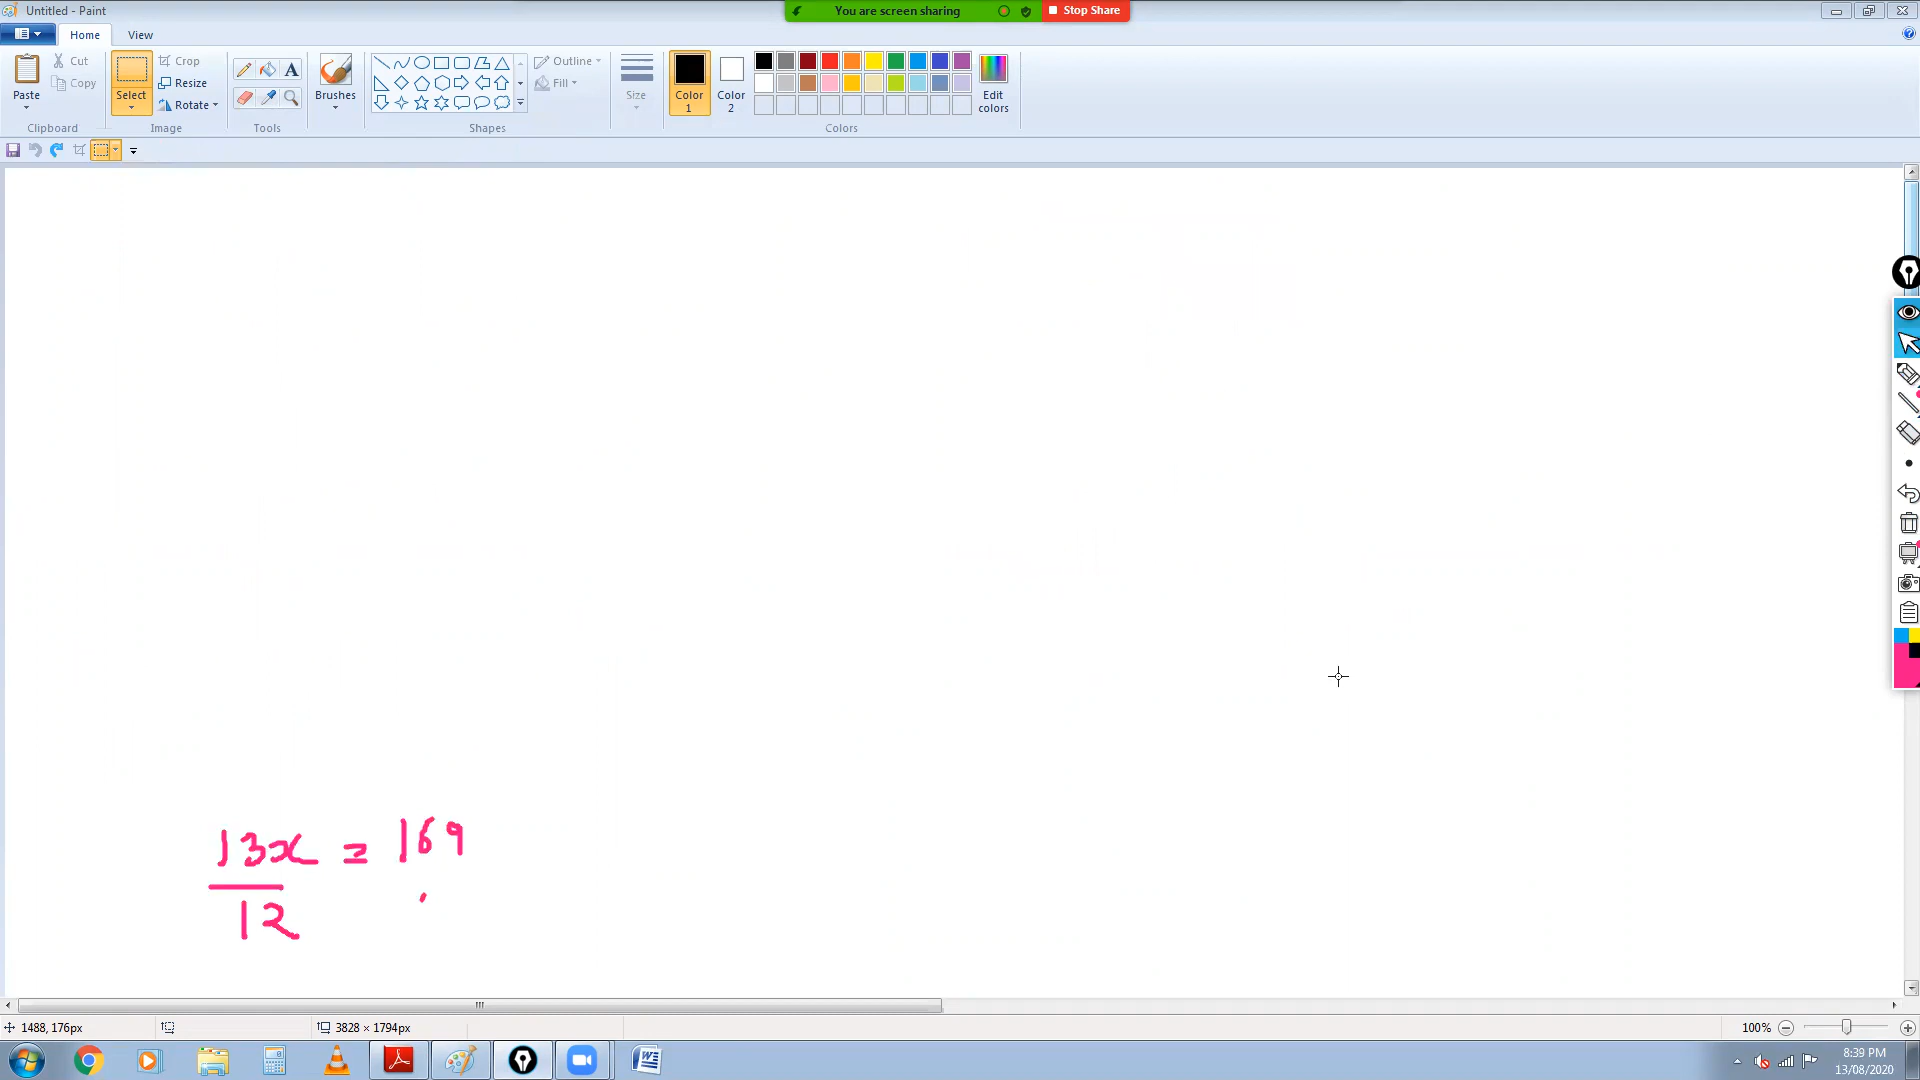 Untitled - Paint
You are screen sharing
Stop Share
Home
View
Paste
Cut
Copy
Clipboard
Select
Crop
Resize
Rotate
Image
Tools
Brushes
Shapes
Outline
Fill
Size
Color 1
Color 2
Edit colors
Colors
13x = 169
12
1488, 176px
3828 × 1794px
100%
8:39 PM
13/08/2020